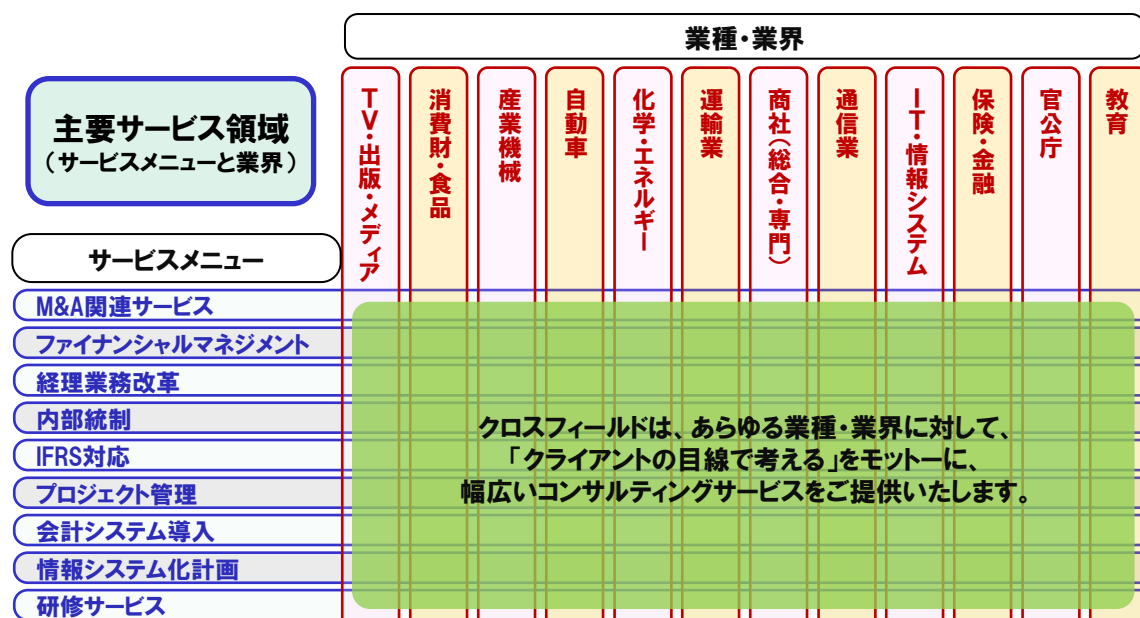 業種・業界
主要サービス領域
（サービスメニューと業界）
TV・出版・メディア
消費財・食品
産業機械
自動車
化学・エネルギー
運輸業
商社（総合・専門）
通信業
IT・情報システム
保険・金融
官公庁
教育
サービスメニュー
M&A関連サービス
ファイナンシャルマネジメント
経理業務改革
内部統制
IFRS対応
プロジェクト管理
会計システム導入
情報システム化計画
研修サービス
クロスフィールドは、あらゆる業種・業界に対して、
「クライアントの目線で考える」をモットーに、
幅広いコンサルティングサービスをご提供いたします。